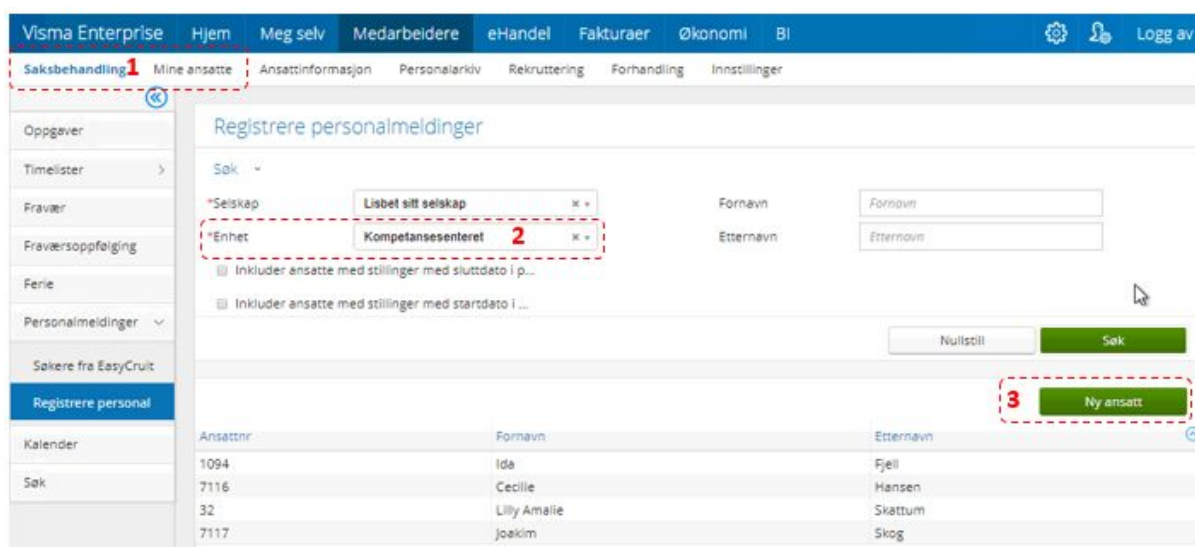 Visma Enterprise Hjem Meg selv Medarbeidere eHandel Fakturaer Økonomi BI Logg av
Saksbehandling 1 Mine ansatte Ansattinformasjon Personalarkiv Rekruttering Forhandling Innstillinger
Oppgaver
Timelister
Fravær
Fraværsoppfølging
Ferie
Personalmeldinger
Søkere fra EasyCruit
Registrere personal
Kalender
Søk
Registrere personalmeldinger
Søk
*Selskap Lisbet sitt selskap Fornavn Fornavn
*Enhet Kompetansesenteret 2 Etternavn Etternavn
Inkluder ansatte med stillinger med sluttdato i p...
Inkluder ansatte med stillinger med startdato i ...
Nullstill Søk
3 Ny ansatt
Ansattnr Fornavn Etternavn
1094 Ida Fjell
7116 Cecilie Hansen
32 Lilly Amalie Skattum
7117 Joakim Skog